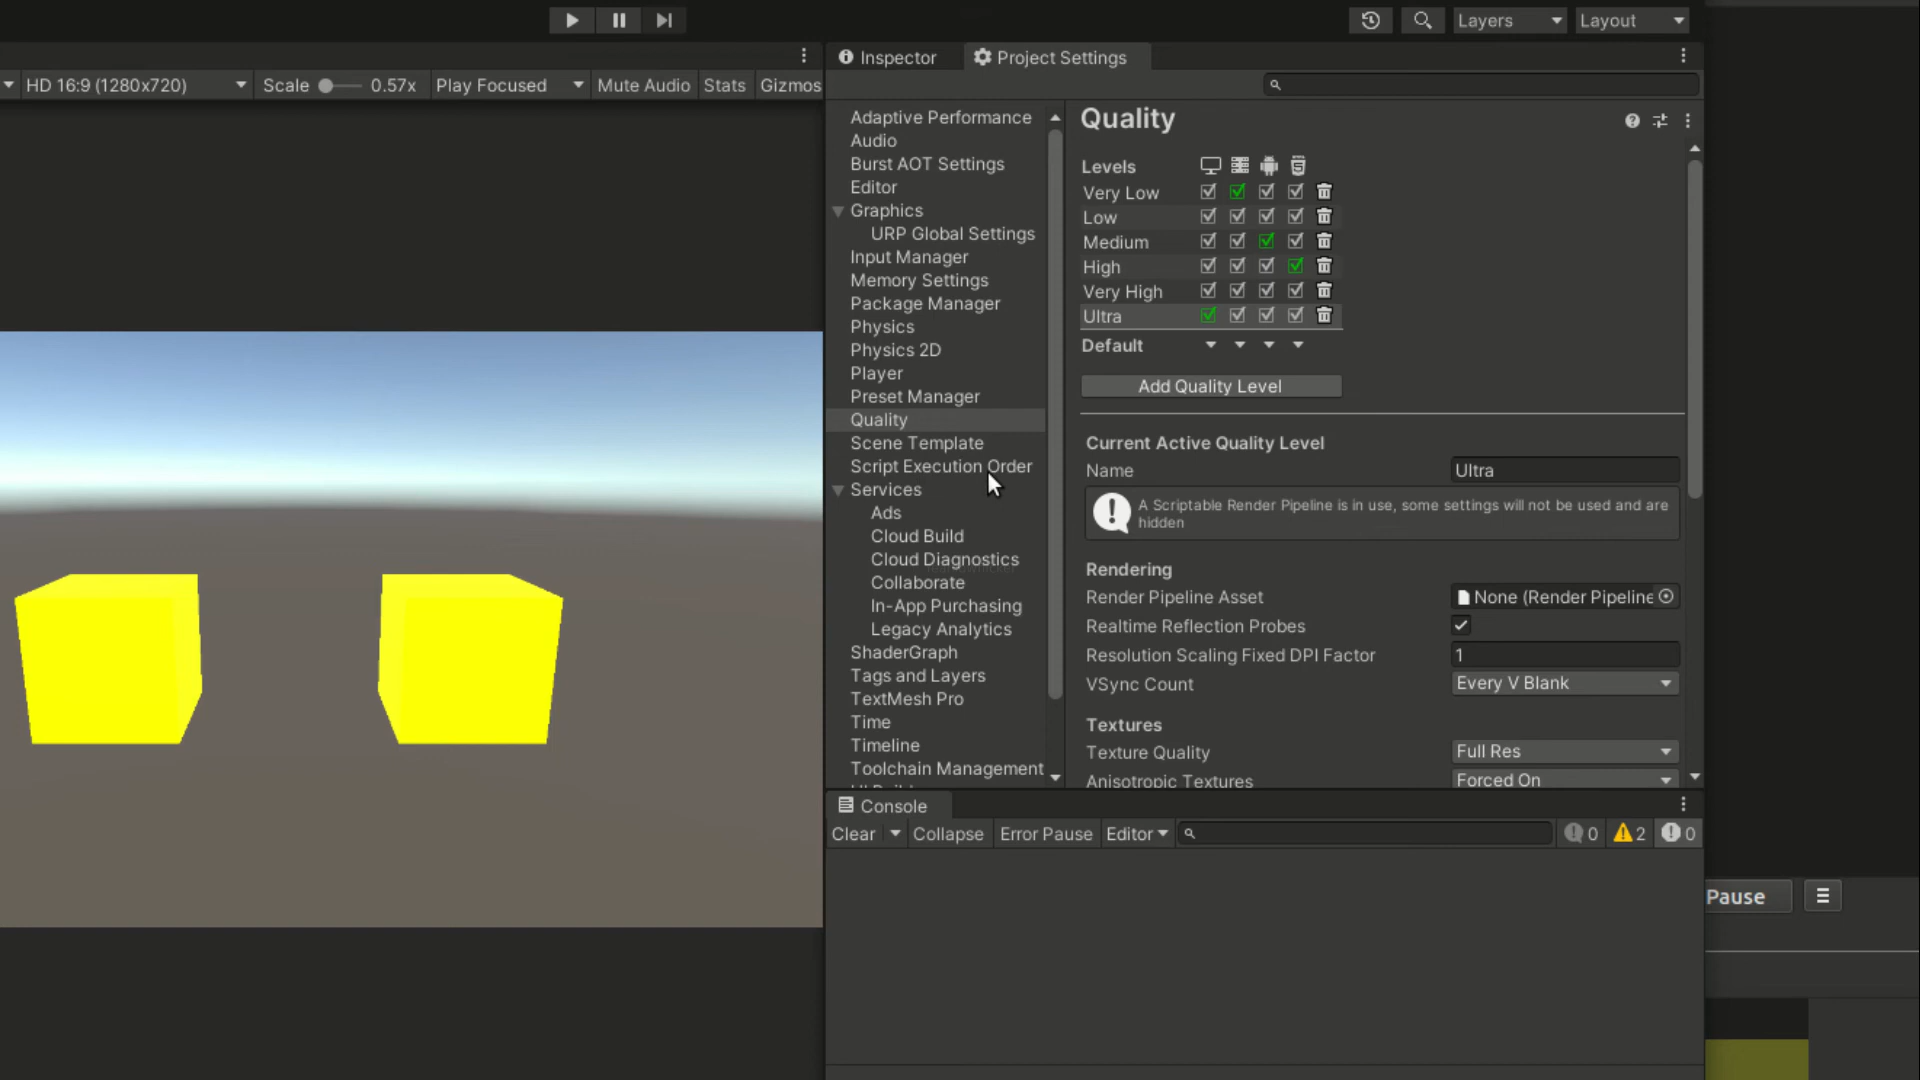 Layers
Layout
Inspector
Project Settings
HD 16:9 (1280x720)
Scale
0.57x
Play Focused
Mute Audio
Stats
Gizmos
Adaptive Performance
Audio
Burst AOT Settings
Editor
Graphics
URP Global Settings
Input Manager
Memory Settings
Package Manager
Physics
Physics 2D
Player
Preset Manager
Quality
Scene Template
Script Execution Order
Services
Ads
Cloud Build
Cloud Diagnostics
Collaborate
In-App Purchasing
Legacy Analytics
ShaderGraph
Tags and Layers
TextMesh Pro
Time
Timeline
Toolchain Management
Quality
Levels
Very Low
Low
Medium
High
Very High
Ultra
Default
Add Quality Level
Current Active Quality Level
Name
Ultra
A Scriptable Render Pipeline is in use, some settings will not be used and are
hidden
Rendering
Render Pipeline Asset
None (Render Pipeline
Realtime Reflection Probes
Resolution Scaling Fixed DPI Factor
1
VSync Count
Every V Blank
Textures
Texture Quality
Full Res
Anisotropic Textures
Forced On
Console
Clear
Collapse
Error Pause
Editor
0
2
0
Pause